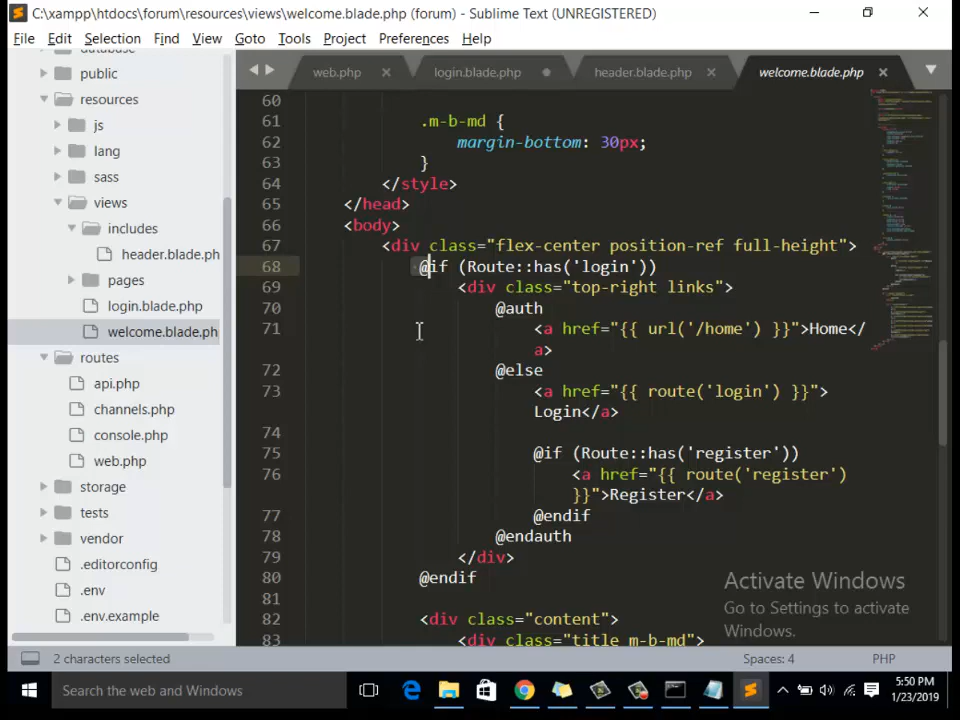 C:\xampp\htdocs\forum\resources\views\welcome.blade.php (forum) - Sublime Text (UNREGISTERED)
File Edit Selection Find View Goto Tools Project Preferences Help
web.php login.blade.php header.blade.php welcome.blade.php
database
public
resources
js
lang
sass
views
includes
header.blade.ph
pages
login.blade.php
welcome.blade.ph
routes
api.php
channels.php
console.php
web.php
storage
tests
vendor
.editorconfig
.env
.env.example
60
61 .m-b-md {
62 margin-bottom: 30px;
63 }
64 </style>
65 </head>
66 <body>
67 <div class="flex-center position-ref full-height">
68 @if (Route::has('login'))
69 <div class="top-right links">
70 @auth
71 <a href="{{ url('/home') }}">Home</
a>
72 @else
73 <a href="{{ route('login') }}">
Login</a>
74
75 @if (Route::has('register'))
76 <a href="{{ route('register')
}}">Register</a>
77 @endif
78 @endauth
79 </div>
80 @endif
81
82 <div class="content">
83 <div class="title m-b-md">
Activate Windows
Go to Settings to activate
Windows.
2 characters selected Spaces: 4 PHP
Search the web and Windows
5:50 PM
1/23/2019